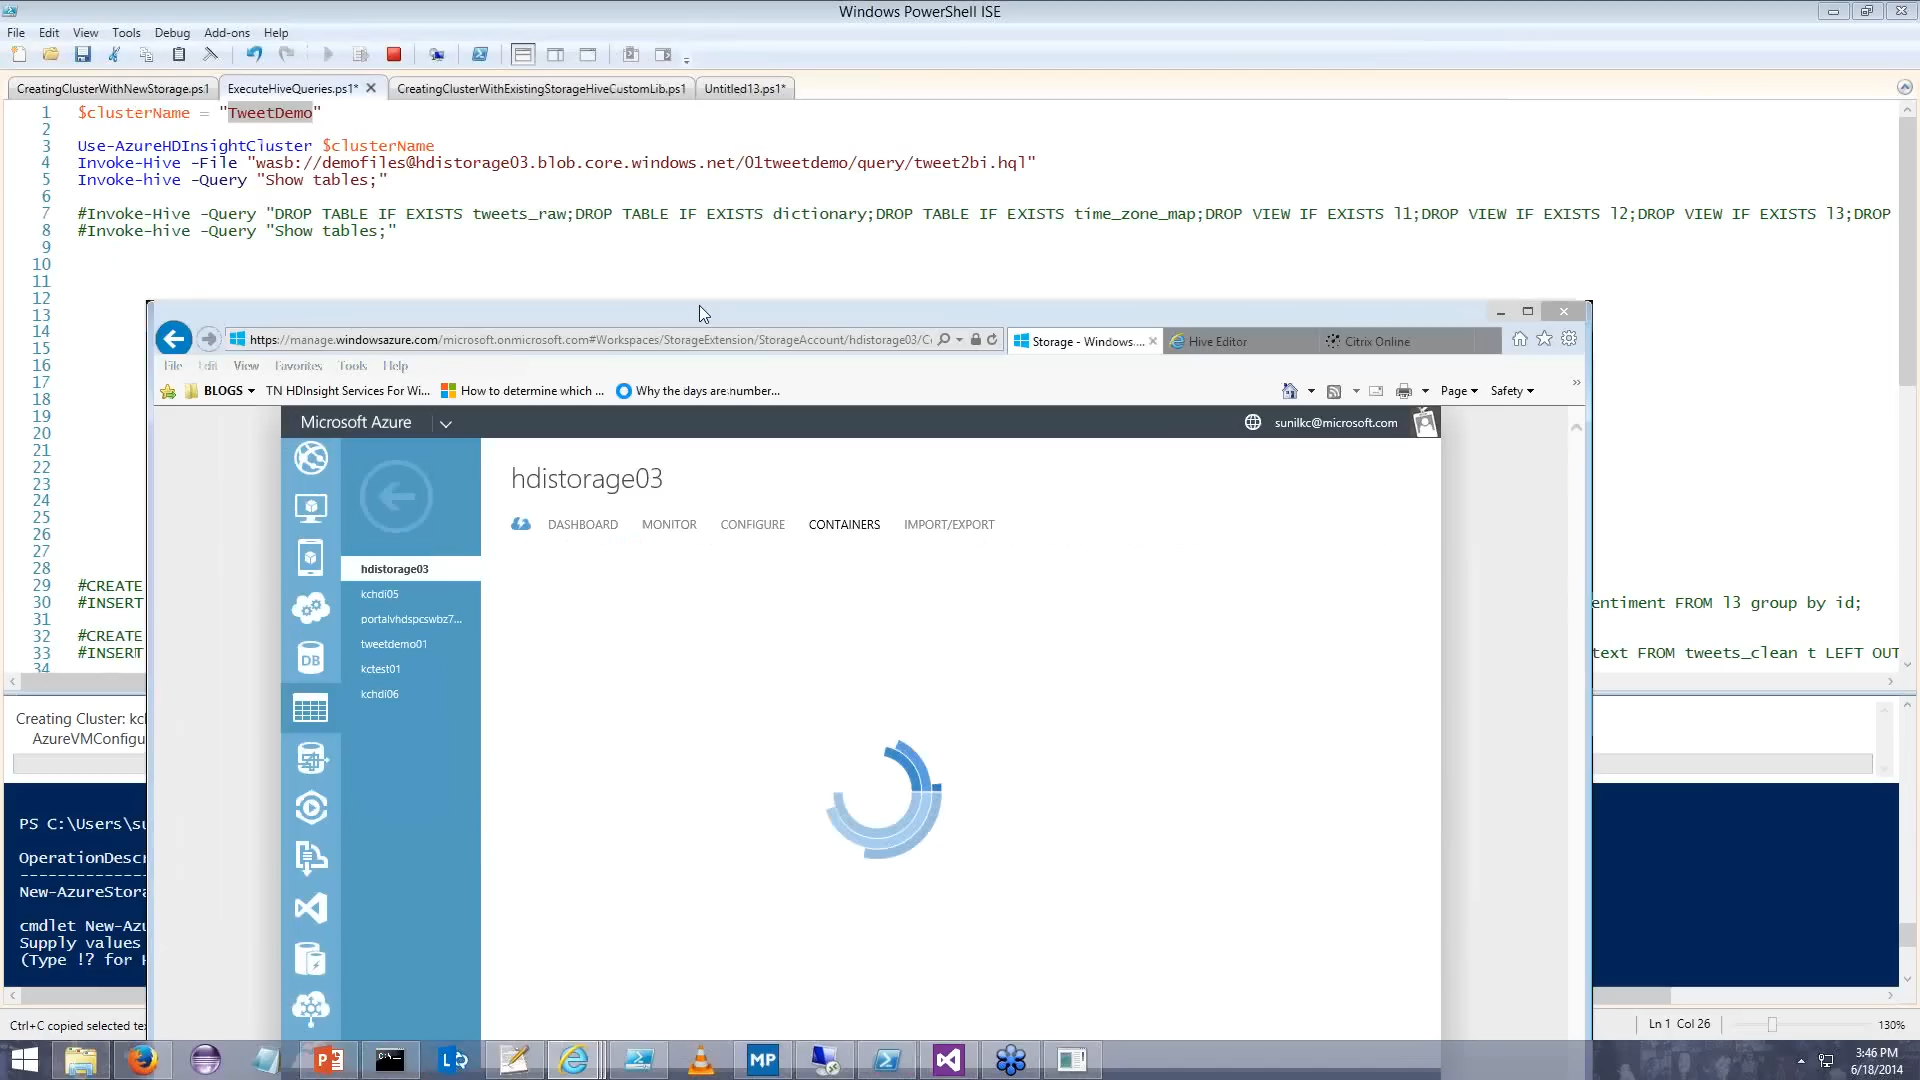 Windows PowerShell ISE
File Edit View Tools Debug Add-ons Help
CreatingClusterWithNewStorage.ps1 ExecuteHiveQueries.ps1* CreatingClusterWithExistingStorageHiveCustomLib.ps1 Untitled13.ps1*
1 $clusterName = "TweetDemo"
2
3 Use-AzureHDInsightCluster $clusterName
4 Invoke-Hive -File "wasb://demofiles@hdistorage03.blob.core.windows.net/01tweetdemo/query/tweet2bi.hql"
5 Invoke-hive -Query "Show tables;"
6
7 #Invoke-Hive -Query "DROP TABLE IF EXISTS tweets_raw;DROP TABLE IF EXISTS dictionary;DROP TABLE IF EXISTS time_zone_map;DROP VIEW IF EXISTS l1;DROP VIEW IF EXISTS l2;DROP VIEW IF EXISTS l3;DROP
8 #Invoke-hive -Query "Show tables;"
9
10
11
12
13
14
15
16
17
18
19
20
21
22
23
24
25
26
27
28
29 #CREATE
30 #INSERT entiment FROM l3 group by id;
31
32 #CREATE
33 #INSERT text FROM tweets_clean t LEFT OUT
34
https://manage.windowsazure.com/microsoft.onmicrosoft.com#Workspaces/StorageExtension/StorageAccount/hdistorage03/Cc Storage - Windows.... Hive Editor Citrix Online
File Edit View Favorites Tools Help
BLOGS TN HDInsight Services For Wi... How to determine which ... Why the days are number... Page Safety
Microsoft Azure sunilkc@microsoft.com
hdistorage03
DASHBOARD MONITOR CONFIGURE CONTAINERS IMPORT/EXPORT
hdistorage03
kchdi05
portalvhdspcswbz7...
tweetdemo01
kctest01
kchdi06
DB
Creating Cluster: kc
AzureVMConfigu
PS C:\Users\su
OperationDescr
--------------
New-AzureStora
cmdlet New-Azu
Supply values
(Type !? for H
Ctrl+C copied selected te Ln 1 Col 26 130%
MP
3:46 PM
6/18/2014